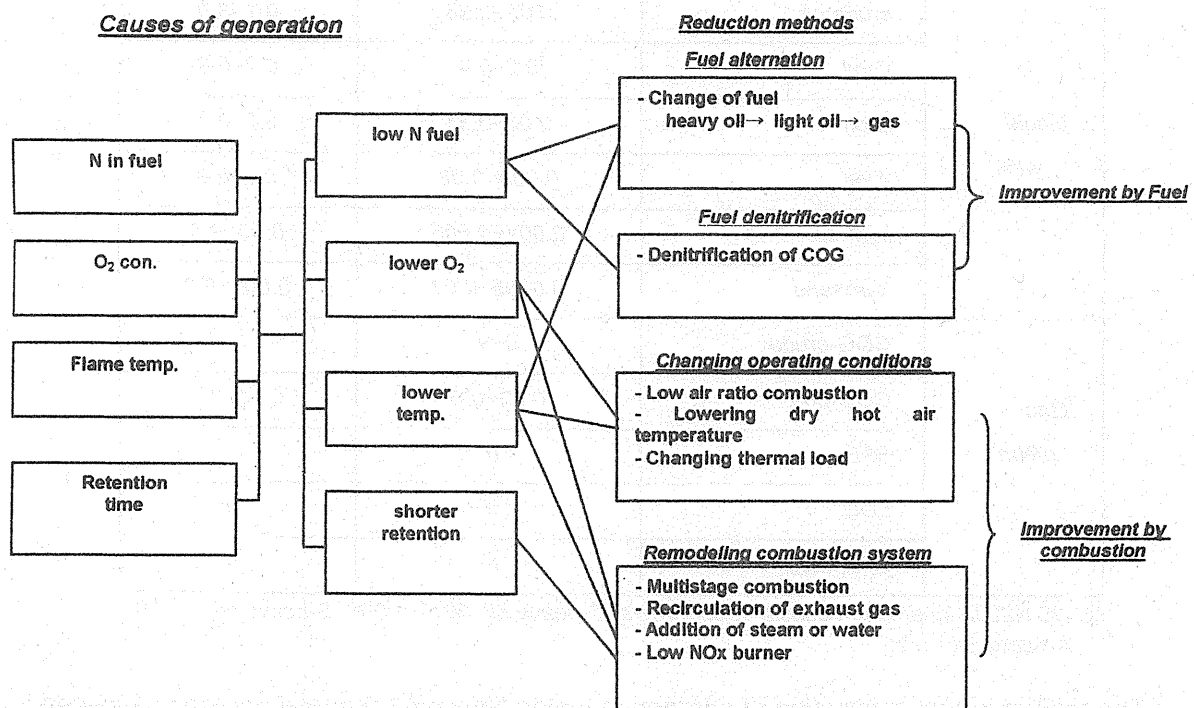 Causes of generation
N in fuel
O₂ con.
Flame temp.
Retention
time
low N fuel
lower O₂
lower
temp.
shorter
retention
Reduction methods
Fuel alternation
- Change of fuel
heavy oil→ light oil→ gas
Fuel denitrification
- Denitrification of COG
Improvement by Fuel
Changing operating conditions
- Low air ratio combustion
- Lowering dry hot air
temperature
- Changing thermal load
Remodeling combustion system
- Multistage combustion
- Recirculation of exhaust gas
- Addition of steam or water
- Low NOx burner
Improvement by
combustion